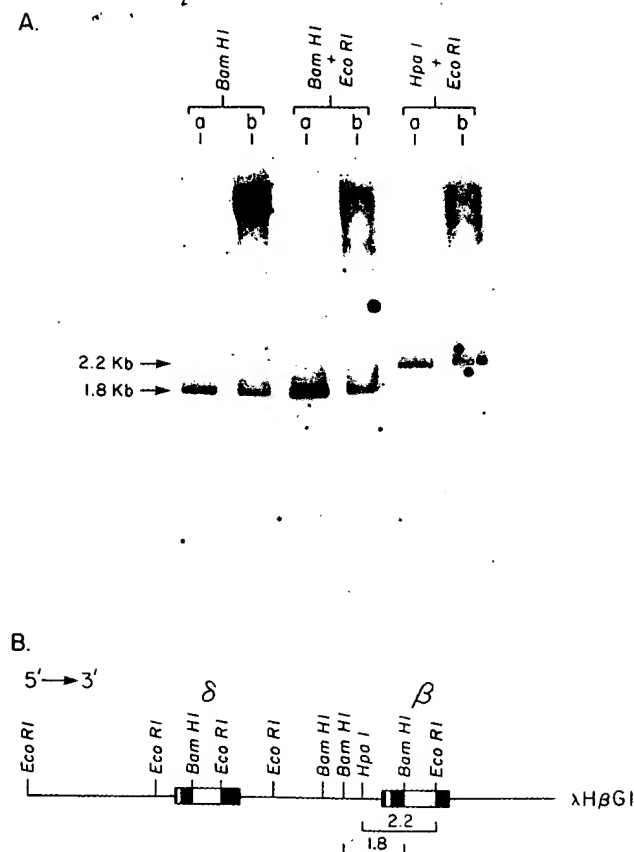 A.
Bam HI
Bam HI + Eco RI
Hpa I + Eco RI
a b a b a b
2.2 Kb
1.8 Kb
B.
5' 3'
δ β
Eco RI Eco RI Bam HI Eco RI Eco RI Bam HI Bam HI Hpa I Bam HI Eco RI
λHβG1
2.2
1.8